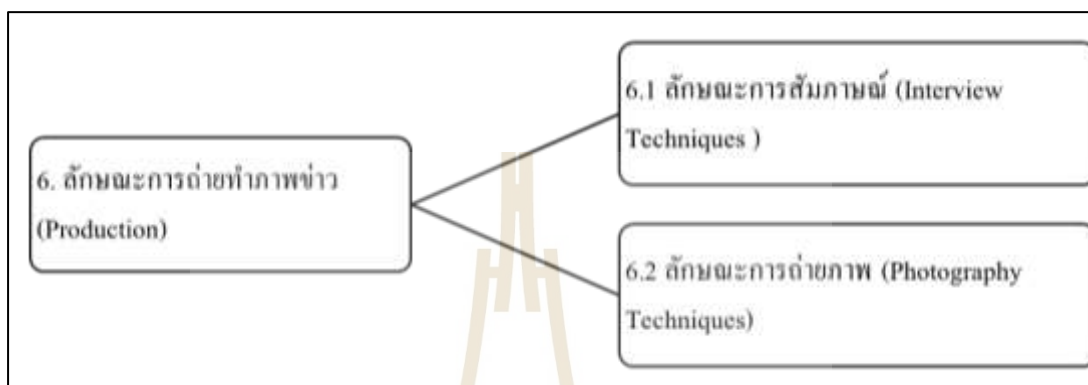 6. ลักษณะการถ่ายทำภาพข่าว
(Production)
6.1 ลักษณะการสัมภาษณ์ (Interview
Techniques )
6.2 ลักษณะการถ่ายภาพ (Photography
Techniques)